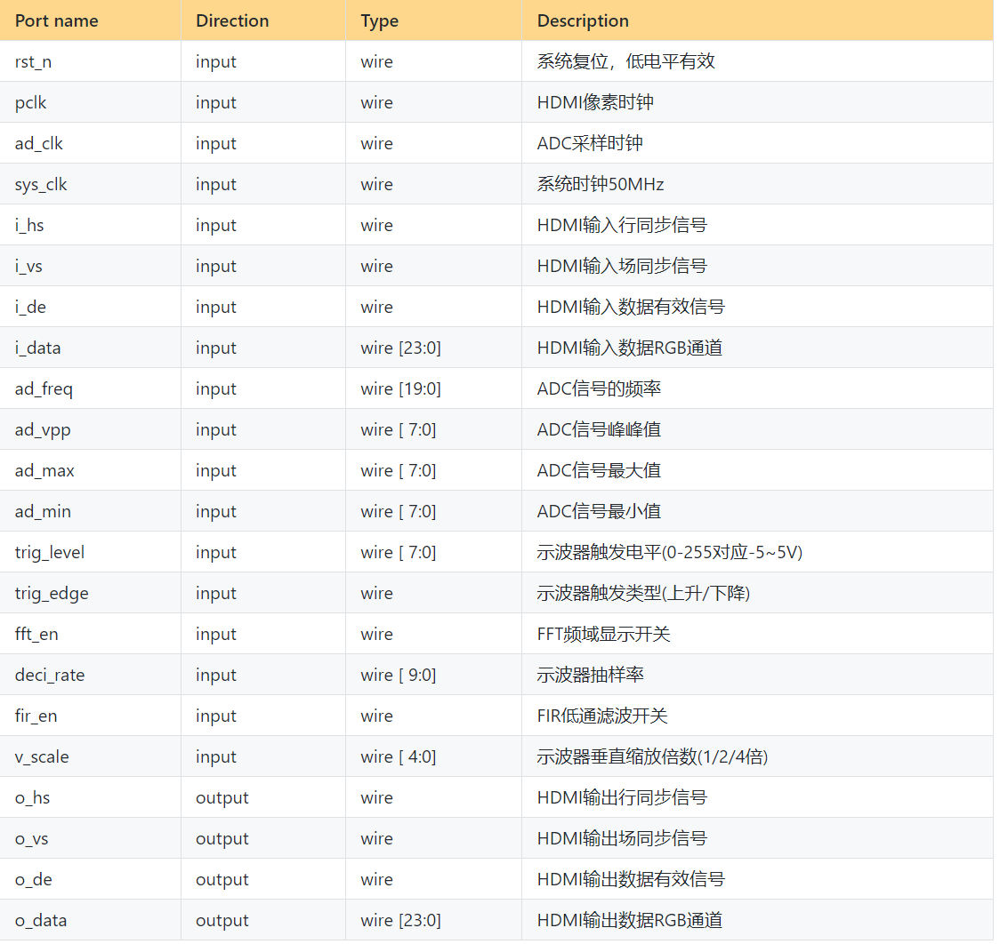 Port name Direction Type Description
rst_n input wire 系统复位，低电平有效
pclk input wire HDMI像素时钟
ad_clk input wire ADC采样时钟
sys_clk input wire 系统时钟50MHz
i_hs input wire HDMI输入行同步信号
i_vs input wire HDMI输入场同步信号
i_de input wire HDMI输入数据有效信号
i_data input wire [23:0] HDMI输入数据RGB通道
ad_freq input wire [19:0] ADC信号的频率
ad_vpp input wire [ 7:0] ADC信号峰峰值
ad_max input wire [ 7:0] ADC信号最大值
ad_min input wire [ 7:0] ADC信号最小值
trig_level input wire [ 7:0] 示波器触发电平(0-255对应-5~5V)
trig_edge input wire 示波器触发类型(上升/下降)
fft_en input wire FFT频域显示开关
deci_rate input wire [ 9:0] 示波器抽样率
fir_en input wire FIR低通滤波开关
v_scale input wire [ 4:0] 示波器垂直缩放倍数(1/2/4倍)
o_hs output wire HDMI输出行同步信号
o_vs output wire HDMI输出场同步信号
o_de output wire HDMI输出数据有效信号
o_data output wire [23:0] HDMI输出数据RGB通道